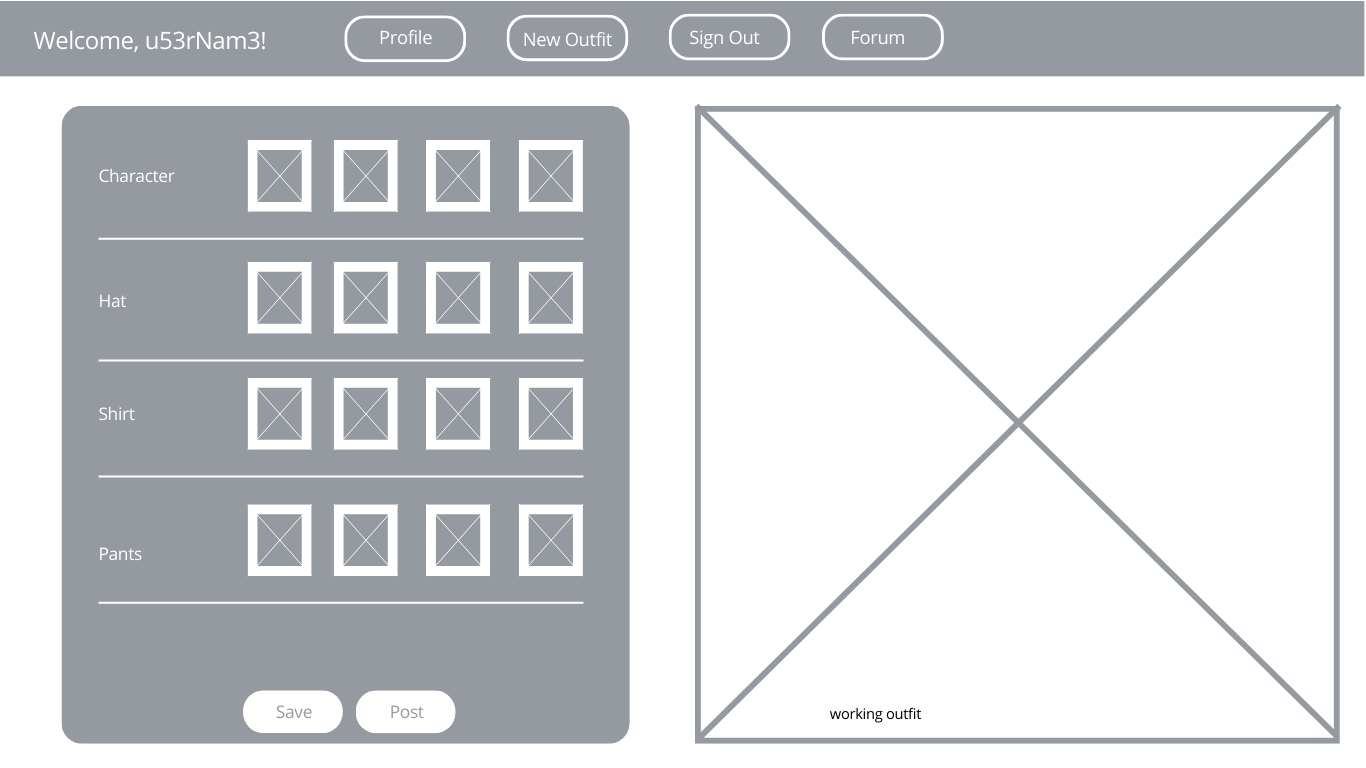 Welcome, u53rNam3!
Profile
New Outfit
Sign Out
Forum
Character
Hat
Shirt
Pants
Save
Post
working outfit